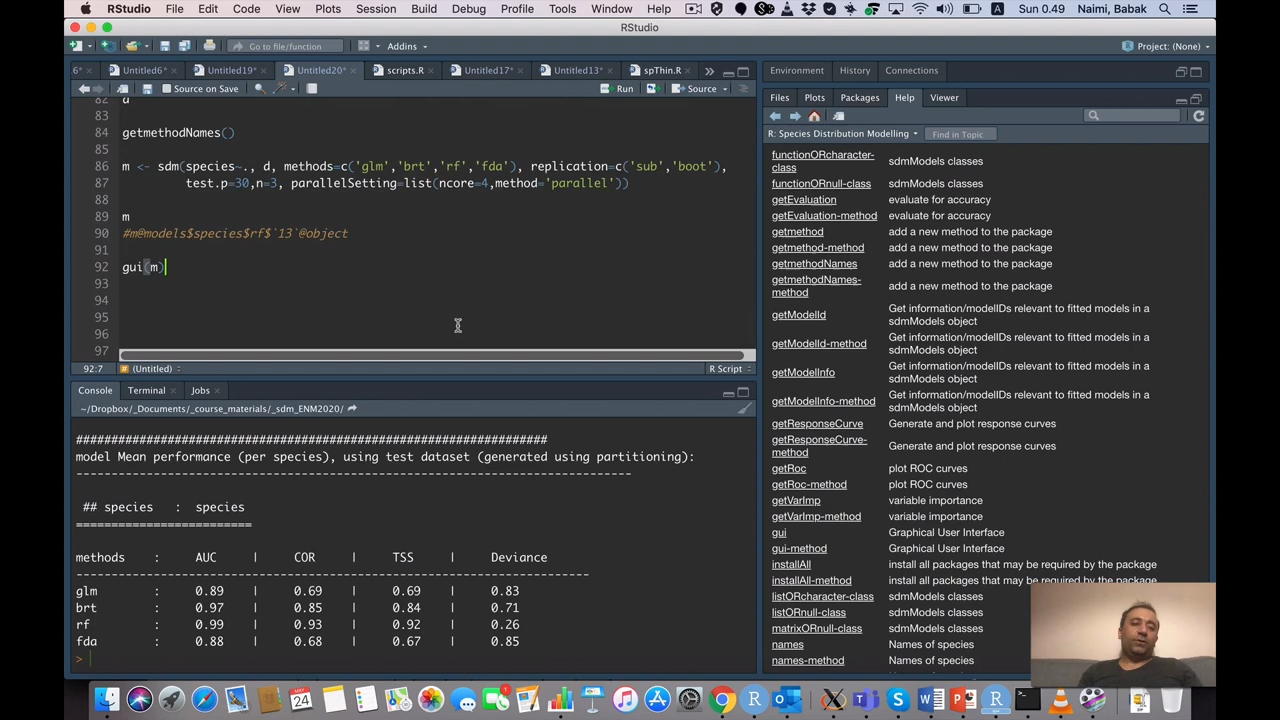 RStudio File Edit Code View Plots Session Build Debug Profile Tools Window Help Sun 0.49 Naimi, Babak
RStudio
Go to file/function Addins Project: (None)
6* Untitled6* Untitled19* Untitled20* scripts.R Untitled17* Untitled13* spThin.R
Source on Save Run Source
82 d
83
84 getmethodNames()
85
86 m <- sdm(species~., d, methods=c('glm','brt','rf','fda'), replication=c('sub','boot'),
87 test.p=30,n=3, parallelSetting=list(ncore=4,method='parallel'))
88
89 m
90 #m@models$species$rf$`13`@object
91
92 gui(m)
93
94
95
96
97
92:7 (Untitled) R Script
Console Terminal Jobs
~/Dropbox/_Documents/_course_materials/_sdm_ENM2020/
###################################################################
model Mean performance (per species), using test dataset (generated using partitioning):
-------------------------------------------------------------------------------
## species : species
=========================
methods : AUC | COR | TSS | Deviance
-------------------------------------------------------------------------
glm : 0.89 | 0.69 | 0.69 | 0.83
brt : 0.97 | 0.85 | 0.84 | 0.71
rf : 0.99 | 0.93 | 0.92 | 0.26
fda : 0.88 | 0.68 | 0.67 | 0.85
>
Environment History Connections
Files Plots Packages Help Viewer
R: Species Distribution Modelling Find in Topic
functionORcharacter-
class sdmModels classes
functionORnull-class sdmModels classes
getEvaluation evaluate for accuracy
getEvaluation-method evaluate for accuracy
getmethod add a new method to the package
getmethod-method add a new method to the package
getmethodNames add a new method to the package
getmethodNames-
method add a new method to the package
getModelId Get information/modelIDs relevant to fitted models in a
sdmModels object
getModelId-method Get information/modelIDs relevant to fitted models in a
sdmModels object
getModelInfo Get information/modelIDs relevant to fitted models in a
sdmModels object
getModelInfo-method Get information/modelIDs relevant to fitted models in a
sdmModels object
getResponseCurve Generate and plot response curves
getResponseCurve-
method Generate and plot response curves
getRoc plot ROC curves
getRoc-method plot ROC curves
getVarImp variable importance
getVarImp-method variable importance
gui Graphical User Interface
gui-method Graphical User Interface
installAll install all packages that may be required by the package
installAll-method install all packages that may be required by the package
listORcharacter-class sdmModels classes
listORnull-class sdmModels classes
matrixORnull-class sdmModels classes
names Names of species
names-method Names of species